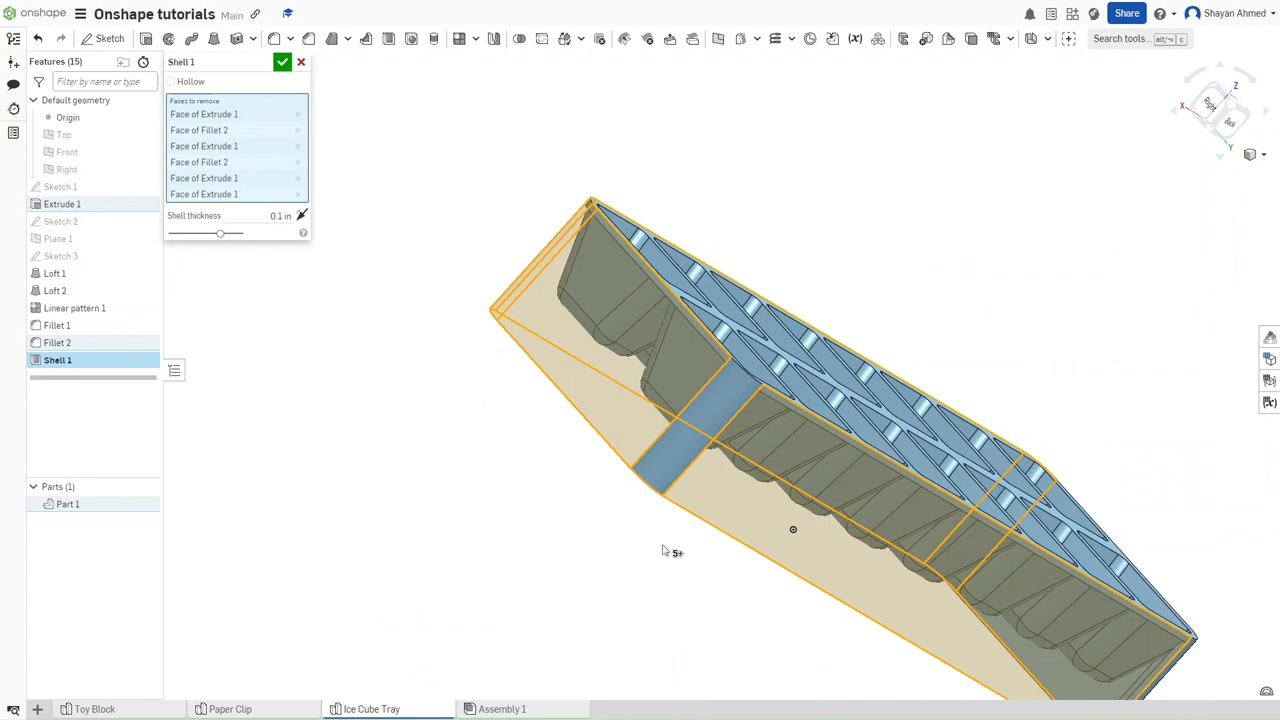 onshape Onshape tutorials Main Share Shayan Ahmed
Sketch Search tools... alt/⌥ c
Features (15)
Filter by name or type
Default geometry
Origin
Top
Front
Right
Sketch 1
Extrude 1
Sketch 2
Plane 1
Sketch 3
Loft 1
Loft 2
Linear pattern 1
Fillet 1
Fillet 2
Shell 1
Parts (1)
Part 1
Shell 1
Hollow
Faces to remove
Face of Extrude 1
Face of Fillet 2
Face of Extrude 1
Face of Fillet 2
Face of Extrude 1
Face of Extrude 1
Shell thickness 0.1 in
5+
Z
X
Y
Right
Back
(x)
(x)
Toy Block Paper Clip Ice Cube Tray Assembly 1